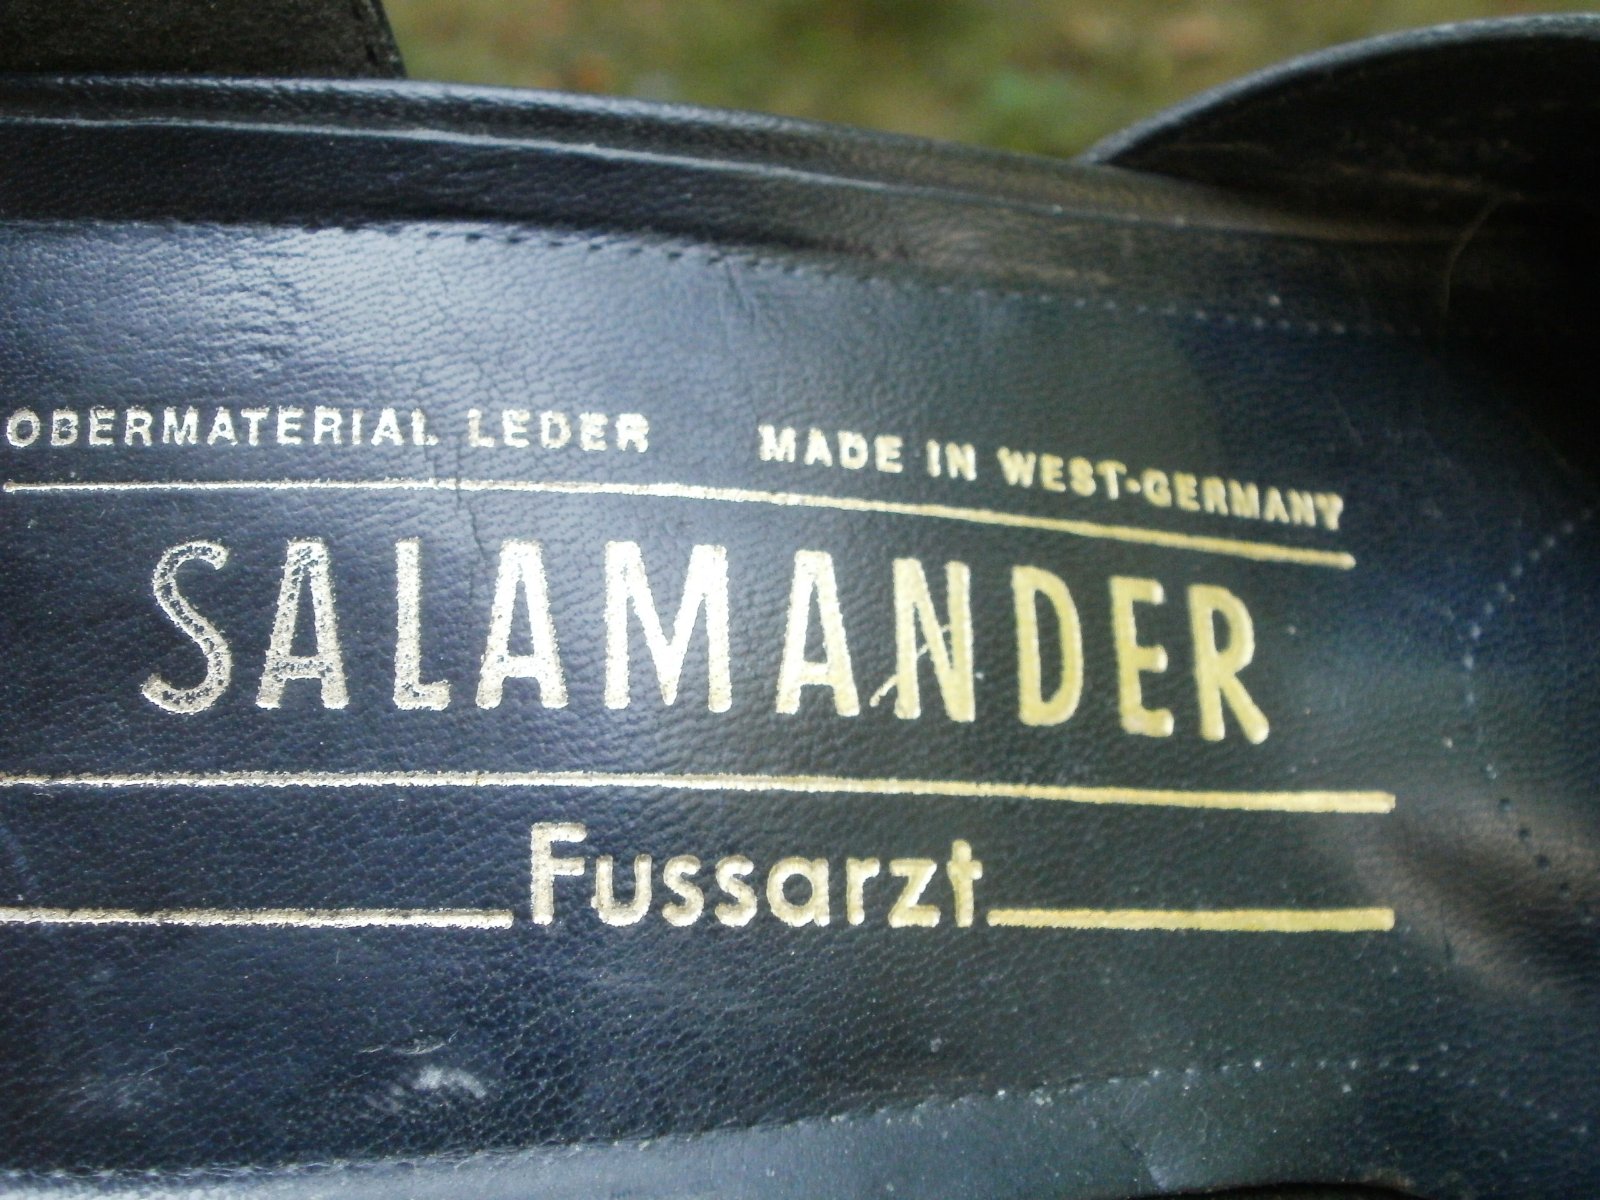 OBERMATERIAL LEDER MADE IN WEST-GERMANY
SALAMANDER
Fussarzt